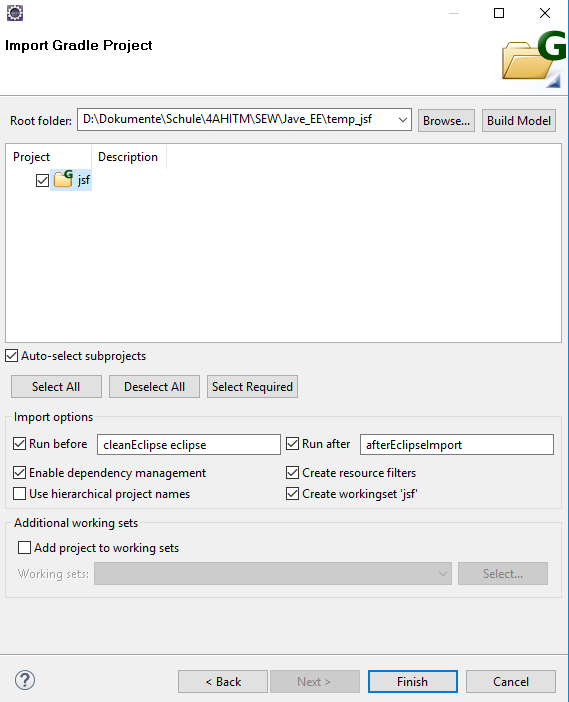 Import Gradle Project
G
Root folder: D:\Dokumente\Schule\4AHITM\SEW\Jave_EE\temp_jsf Browse... Build Model
Project Description
G jsf
Auto-select subprojects
Select All Deselect All Select Required
Import options
Run before cleanEclipse eclipse Run after afterEclipseImport
Enable dependency management Create resource filters
Use hierarchical project names Create workingset 'jsf'
Additional working sets
Add project to working sets
Working sets: Select...
? < Back Next > Finish Cancel